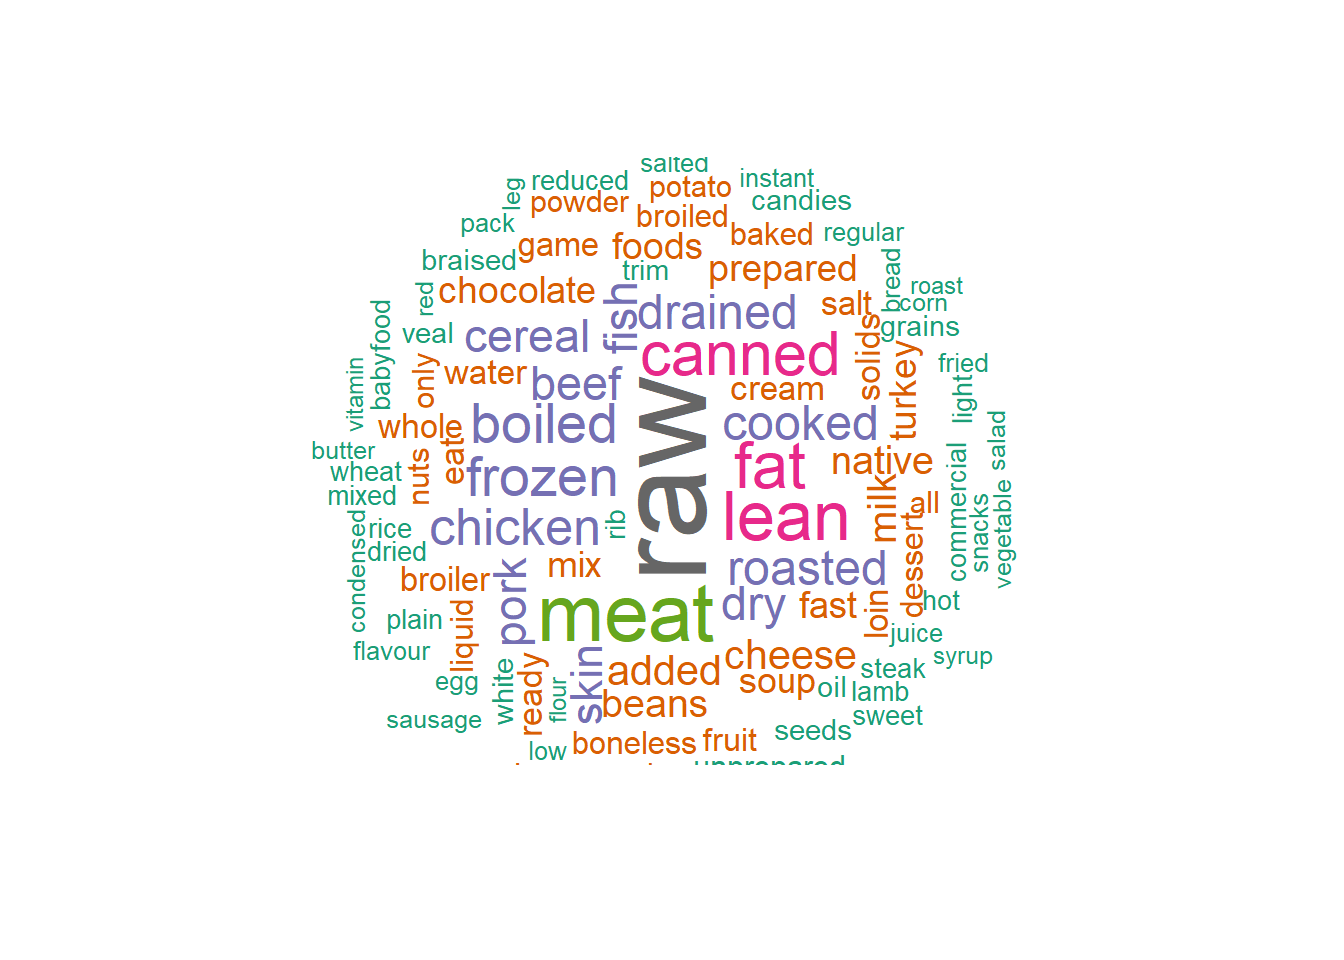 salted
reduced
instant
leg
potato
powder
candies
broiled
pack
baked
regular
game
foods
braised
trim
prepared
bread
roast
red
chocolate
fish
drained
salt
corn
grains
babyfood
veal
cereal
canned
solids
turkey
fried
vitamin
only
water
beef
cream
light
whole
boiled
raw
cooked
salad
butter
eat
fat
native
wheat
nuts
frozen
milk
commercial
mixed
all
snacks
vegetable
rice
chicken
rib
lean
condensed
dried
dessert
broiler
mix
roasted
pork
meat
dry
fast
loin
hot
plain
liquid
juice
flavour
skin
added
cheese
syrup
egg
white
ready
flour
soup
oil
steak
lamb
beans
sausage
sweet
seeds
low
boneless
fruit
unprepared